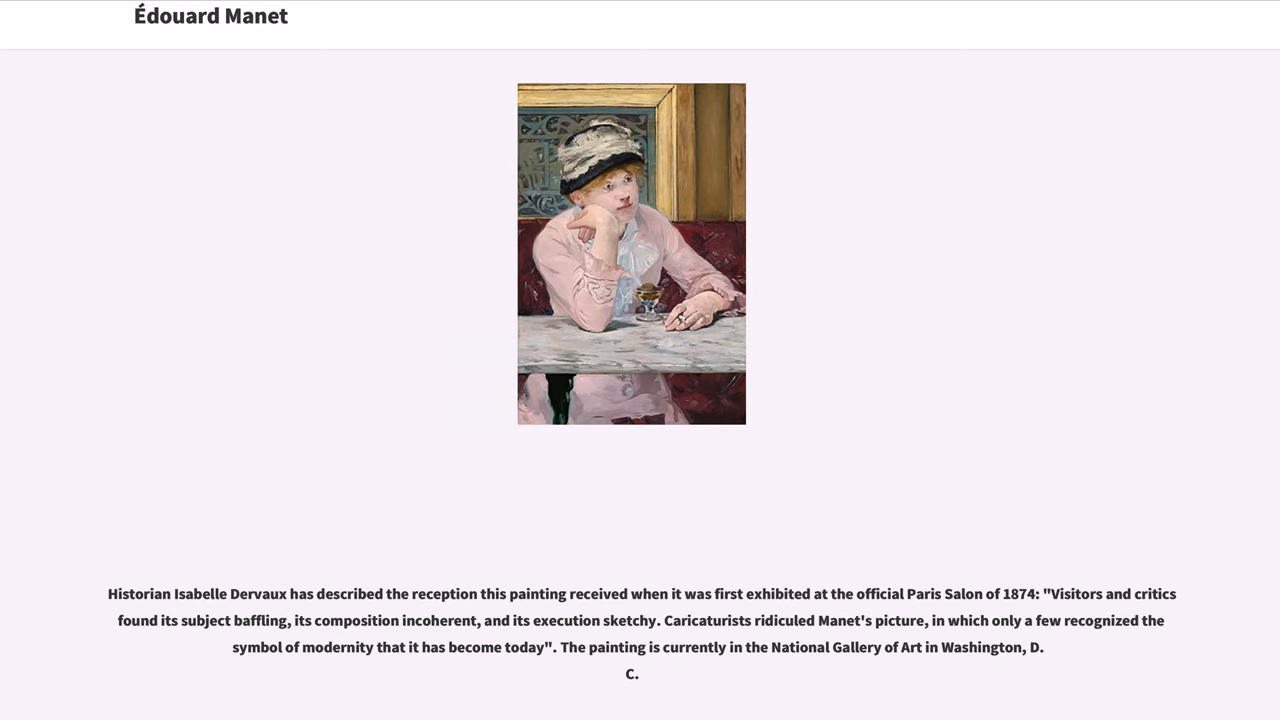 Édouard Manet
Historian Isabelle Dervaux has described the reception this painting received when it was first exhibited at the official Paris Salon of 1874: "Visitors and critics
found its subject baffling, its composition incoherent, and its execution sketchy. Caricaturists ridiculed Manet's picture, in which only a few recognized the
symbol of modernity that it has become today". The painting is currently in the National Gallery of Art in Washington, D.
C.